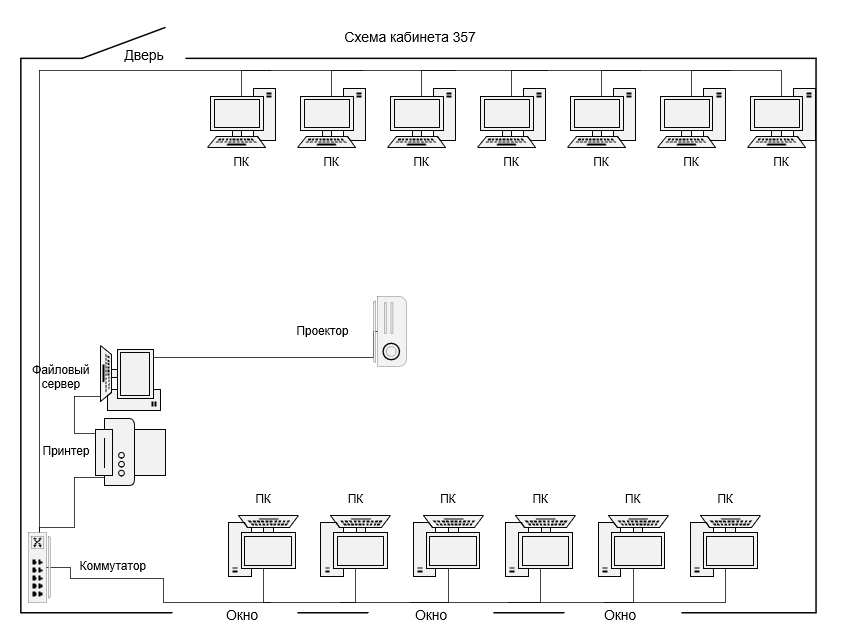 Схема кабинета 357
Дверь
ПК ПК ПК ПК ПК ПК ПК
Проектор
Файловый
сервер
Принтер
ПК ПК ПК ПК ПК ПК
Коммутатор
Окно Окно Окно